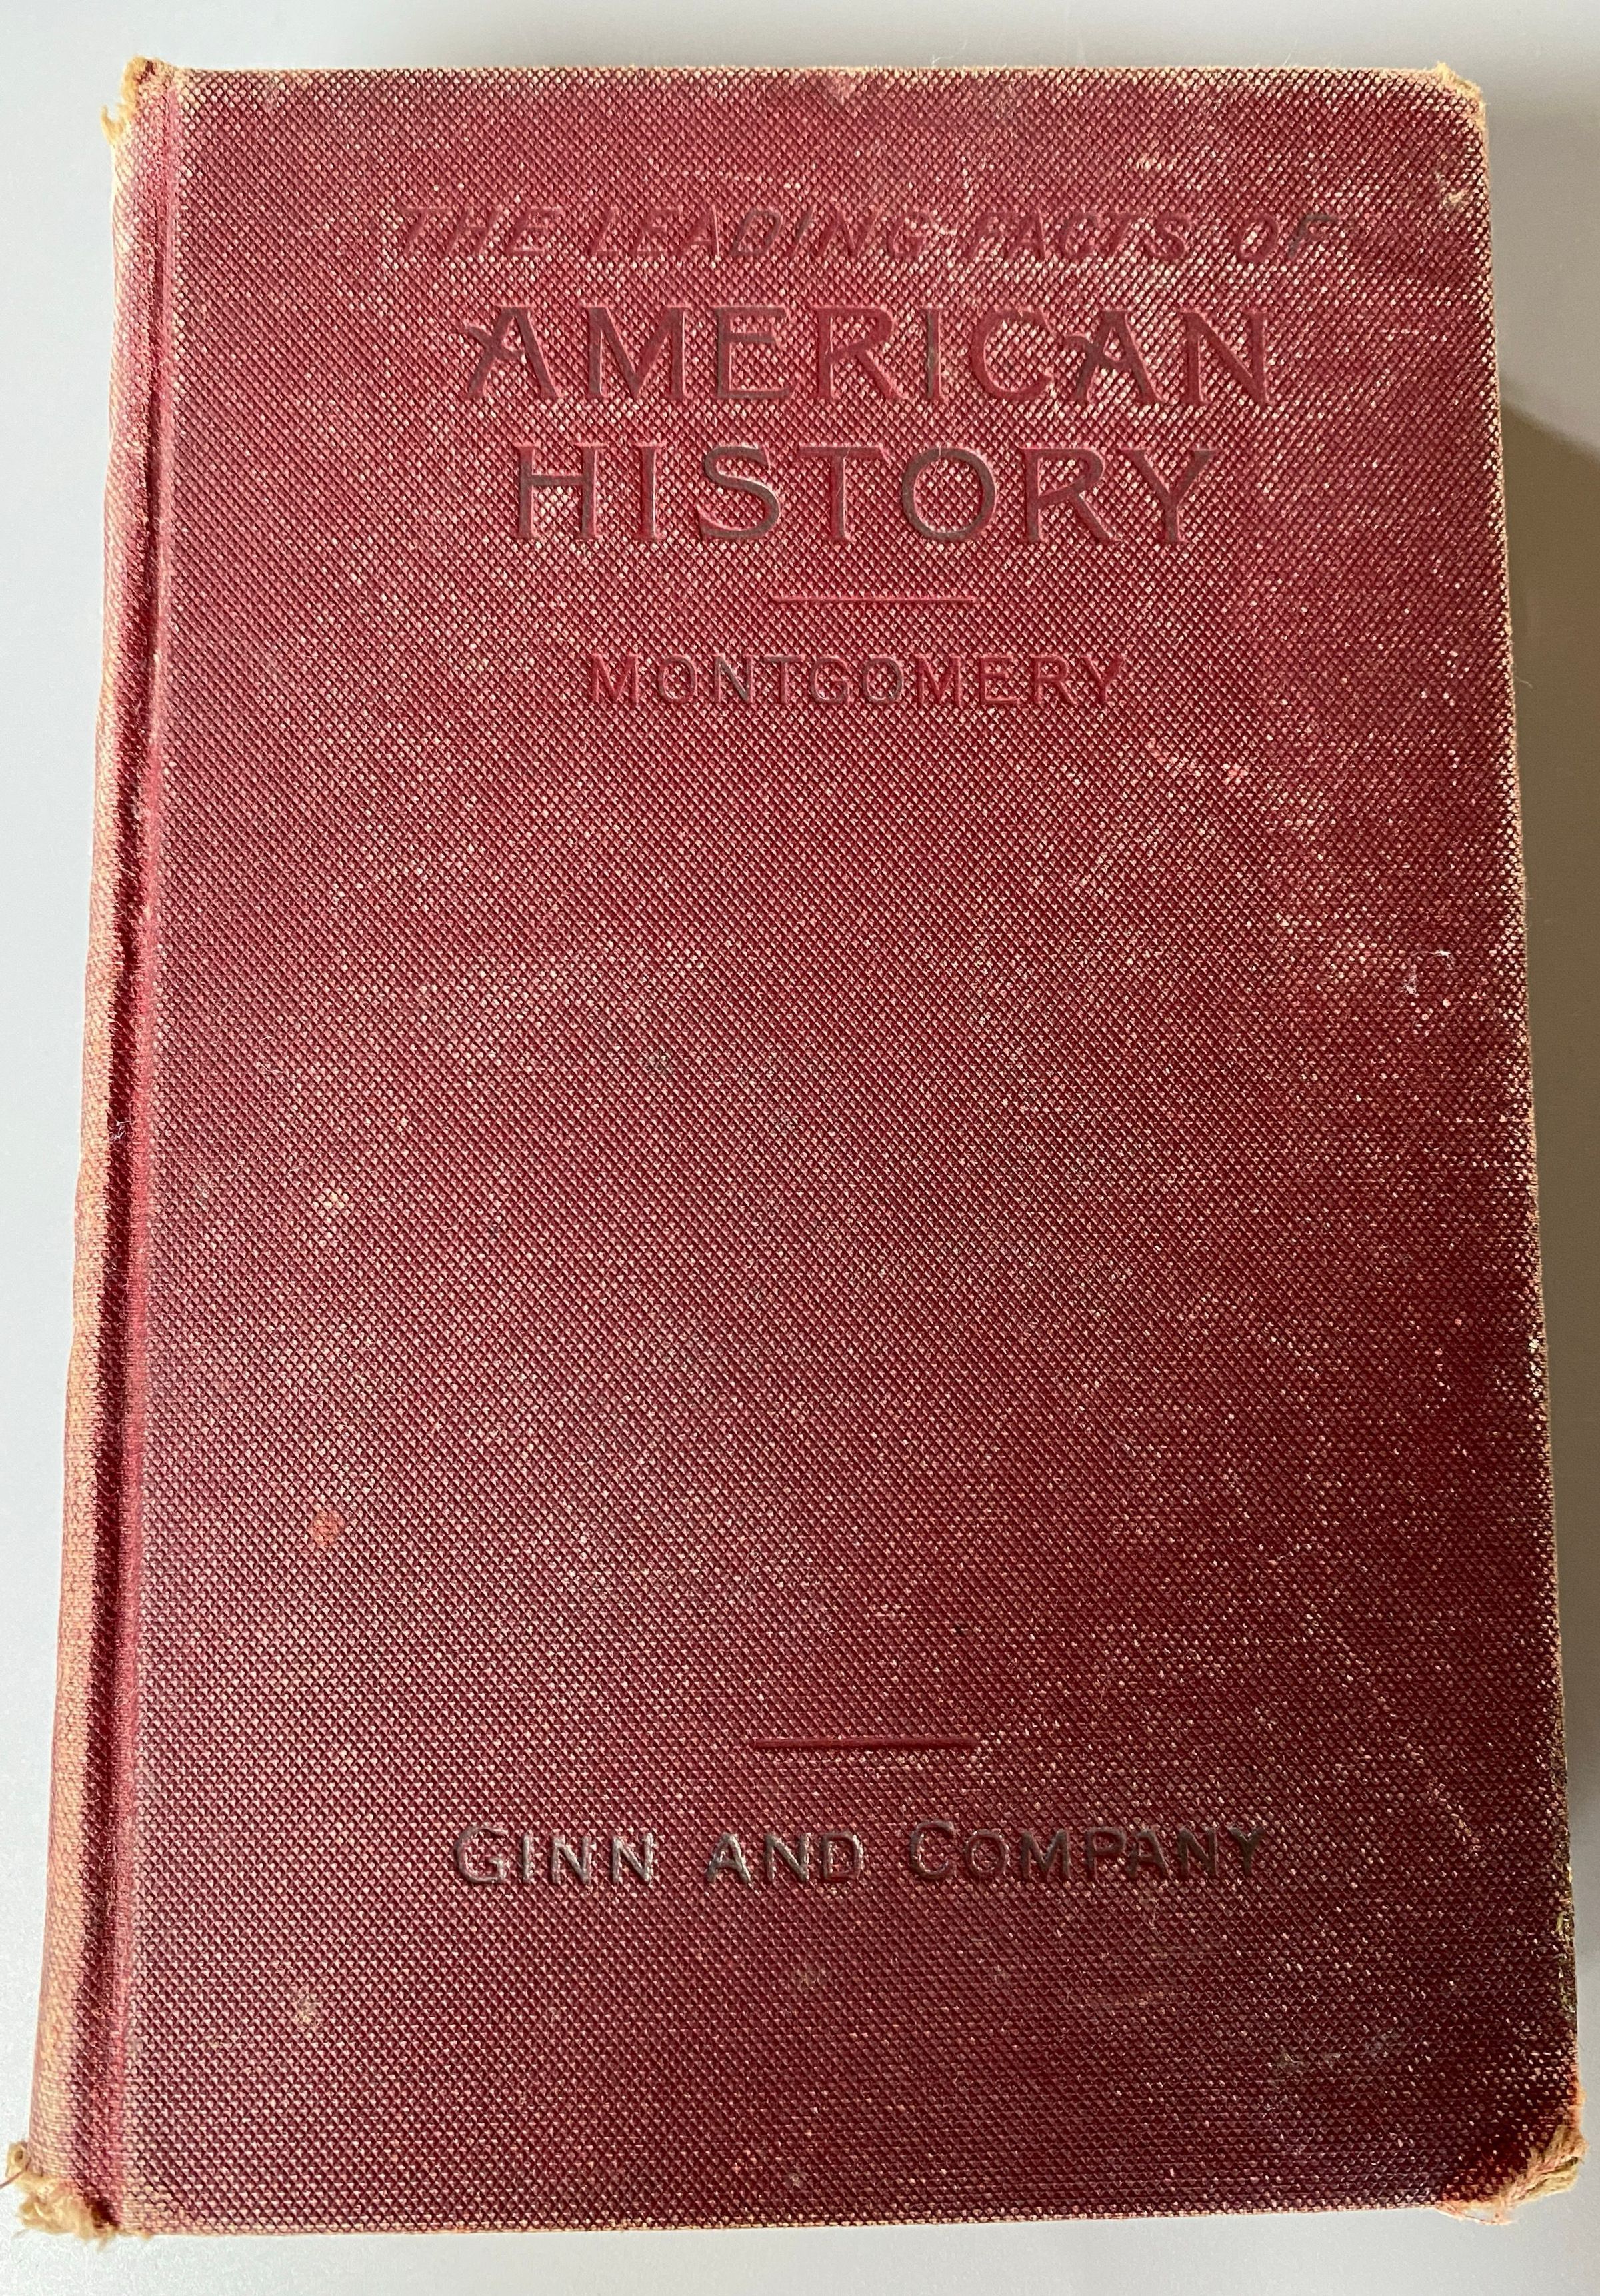 THE LEADING FACTS OF
AMERICAN
HISTORY
MONTGOMERY
GINN AND COMPANY